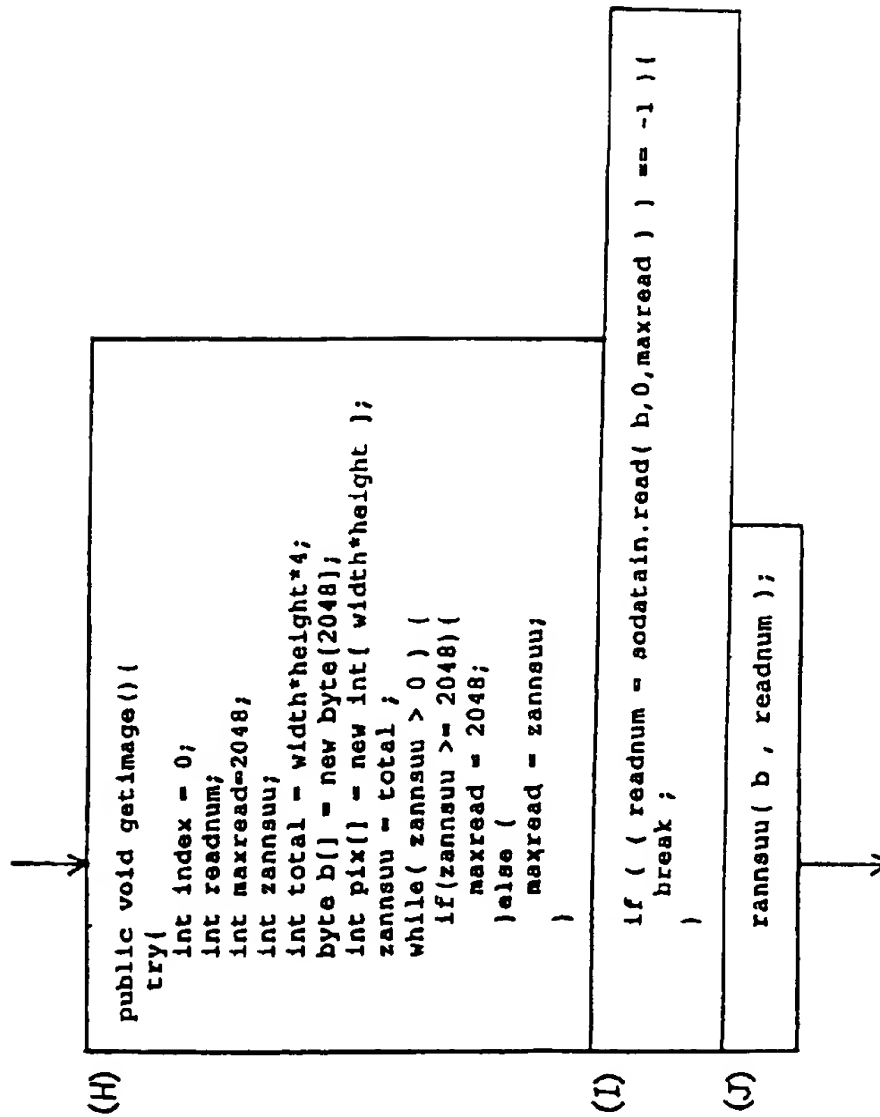 (H)
public void getimage(){
try{
int index = 0;
int readnum;
int maxread=2048;
int zannsuu;
int total = width*height*4;
byte b[] = new byte[2048];
int pix[] = new int[ width*height ];
zannsuu = total ;
while( zannsuu > 0 ) {
if(zannsuu >= 2048){
maxread = 2048;
}else {
maxread = zannsuu;
}
(I)
if ( ( readnum = aodatain.read( b,0,maxread ) ) == -1 ){
break ;
}
(J)
rannsuu( b , readnum );